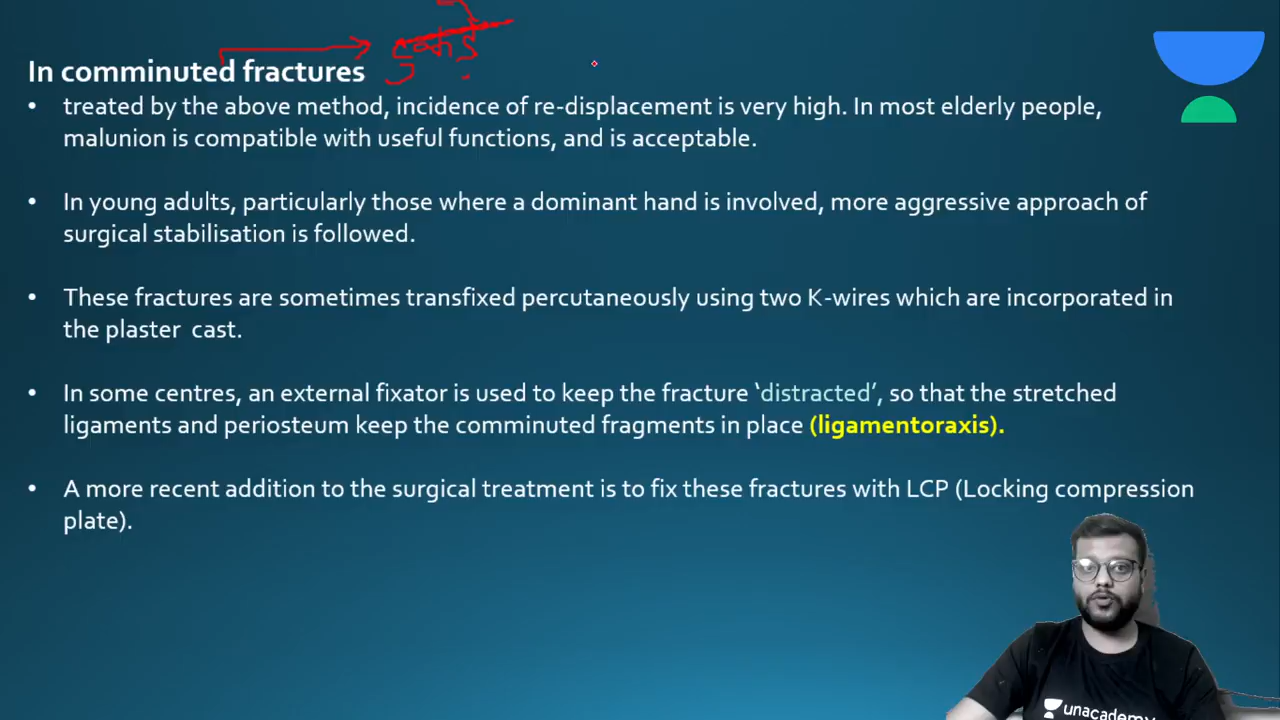 In comminuted fractures
• treated by the above method, incidence of re-displacement is very high. In most elderly people,
malunion is compatible with useful functions, and is acceptable.
• In young adults, particularly those where a dominant hand is involved, more aggressive approach of
surgical stabilisation is followed.
• These fractures are sometimes transfixed percutaneously using two K-wires which are incorporated in
the plaster cast.
• In some centres, an external fixator is used to keep the fracture ‘distracted’, so that the stretched
ligaments and periosteum keep the comminuted fragments in place (ligamentoraxis).
• A more recent addition to the surgical treatment is to fix these fractures with LCP (Locking compression
plate).
unacademy